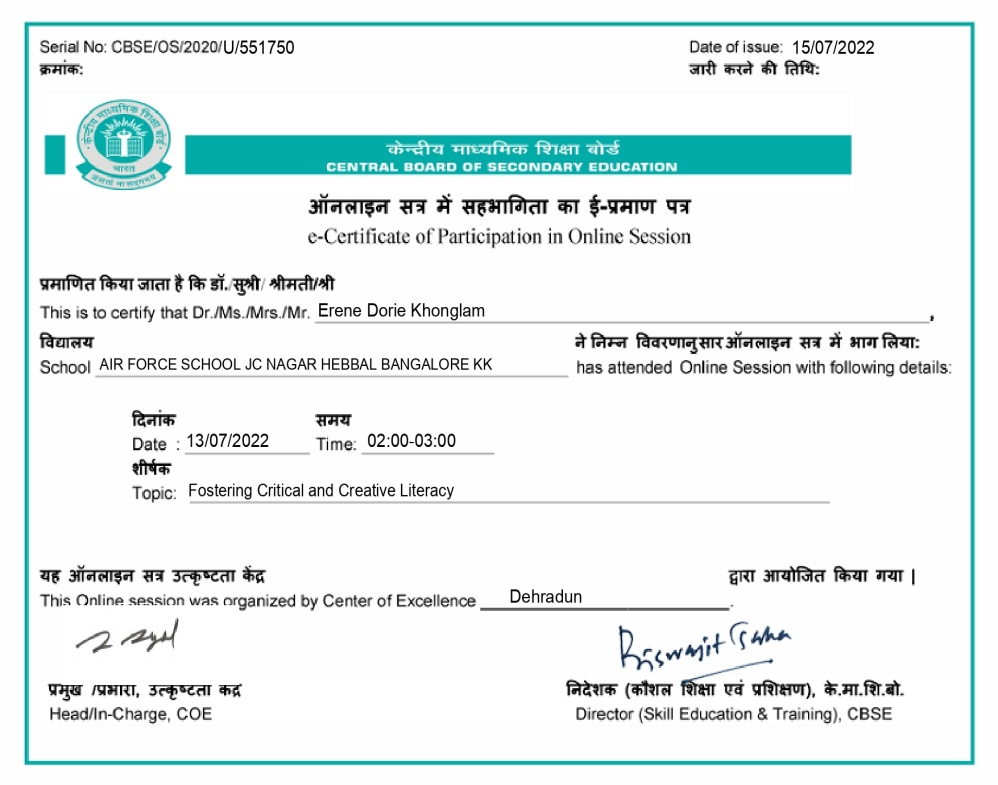 Serial No: CBSE/OS/2020/U/551750
Date of issue: 15/07/2022
क्रमांक:
जारी करने की तिथि:
केन्द्रीय माध्यमिक शिक्षा बोर्ड
भारत
असतो मा सद्गमय
केन्द्रीय माध्यमिक शिक्षा बोर्ड
CENTRAL BOARD OF SECONDARY EDUCATION
ऑनलाइन सत्र में सहभागिता का ई-प्रमाण पत्र
e-Certificate of Participation in Online Session
प्रमाणित किया जाता है कि डॉ./सुश्री/ श्रीमती/श्री
This is to certify that Dr./Ms./Mrs./Mr. Erene Dorie Khonglam ,
विद्यालय ने निम्न विवरणानुसार ऑनलाइन सत्र में भाग लिया:
School AIR FORCE SCHOOL JC NAGAR HEBBAL BANGALORE KK has attended Online Session with following details:
दिनांक समय
Date : 13/07/2022 Time: 02:00-03:00
शीर्षक
Topic: Fostering Critical and Creative Literacy
यह ऑनलाइन सत्र उत्कृष्टता केंद्र द्वारा आयोजित किया गया |
This Online session was organized by Center of Excellence Dehradun .
Biswajit Saha
प्रमुख /प्रभारा, उत्कृष्टता कद्र
निदेशक (कौशल शिक्षा एवं प्रशिक्षण), के.मा.शि.बो.
Head/In-Charge, COE
Director (Skill Education & Training), CBSE